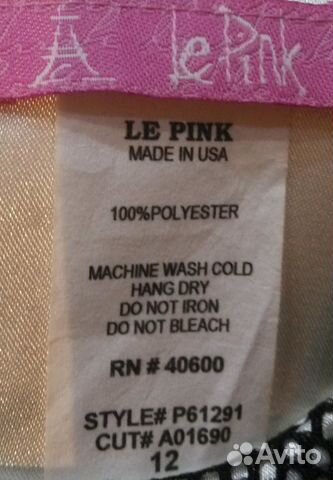 Le Pink
LE PINK
MADE IN USA
100%POLYESTER
MACHINE WASH COLD
HANG DRY
DO NOT IRON
DO NOT BLEACH
RN # 40600
STYLE# P61291
CUT# A01690
12
Avito